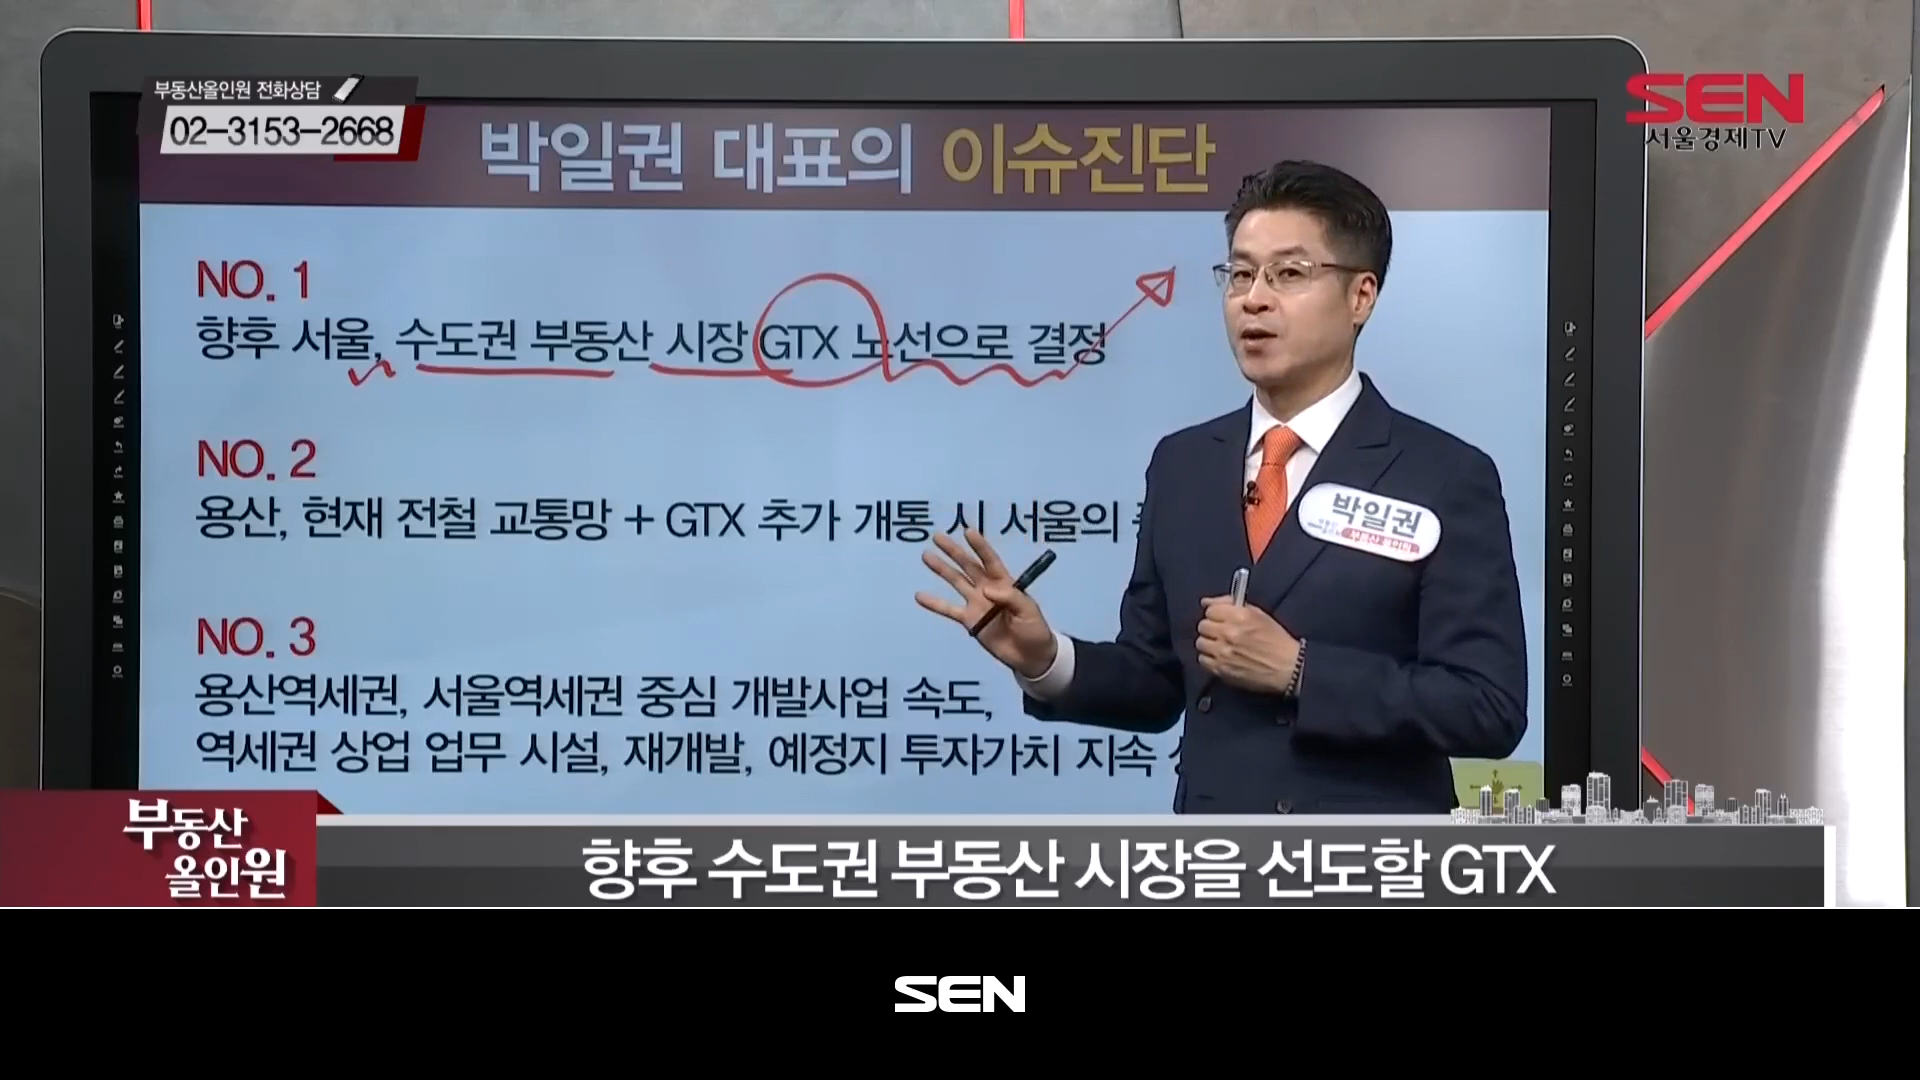 부동산올인원 전화상담
02-3153-2668
SEN
서울경제TV
박일권 대표의 이슈진단
NO. 1
향후 서울, 수도권 부동산 시장 GTX 노선으로 결정
NO. 2
용산, 현재 전철 교통망 + GTX 추가 개통 시 서울의
NO. 3
용산역세권, 서울역세권 중심 개발사업 속도,
역세권 상업 업무 시설, 재개발, 예정지 투자가치 지속
박일권
부동산 올인원
부동산
올인원
향후 수도권 부동산 시장을 선도할 GTX
SEN